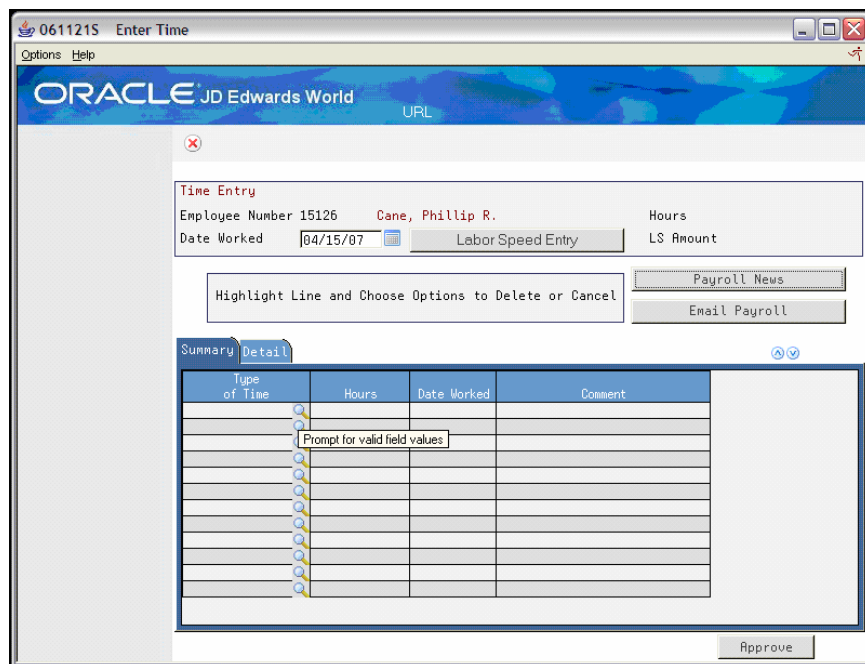 061121S Enter Time
Options Help
ORACLE JD Edwards World
URL
Time Entry
Employee Number 15126 Cane, Phillip R. Hours
Date Worked 04/15/07 Labor Speed Entry LS Amount
Payroll News
Highlight Line and Choose Options to Delete or Cancel
Email Payroll
Summary Detail
Type
of Time Hours Date Worked Comment
Prompt for valid field values
Approve